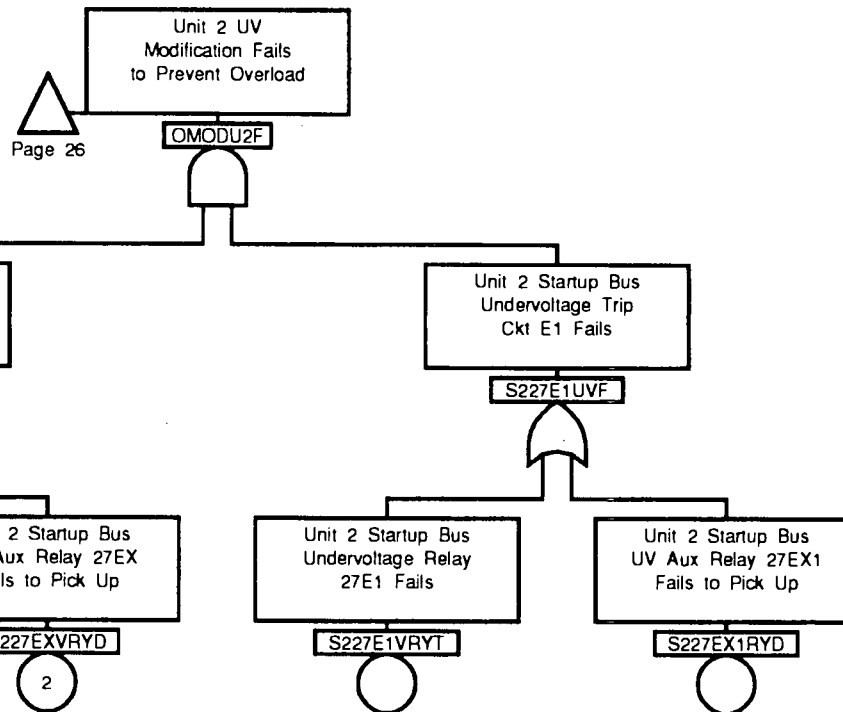 Unit 2 UV
Modification Fails
to Prevent Overload
Page 26
OMODU2F
Unit 2 Startup Bus
Undervoltage Trip
Ckt E1 Fails
S227E1UVF
2 Startup Bus
Aux Relay 27EX
ls to Pick Up
227EXVRYD
2
Unit 2 Startup Bus
Undervoltage Relay
27E1 Fails
S227E1VRYT
Unit 2 Startup Bus
UV Aux Relay 27EX1
Fails to Pick Up
S227EX1RYD